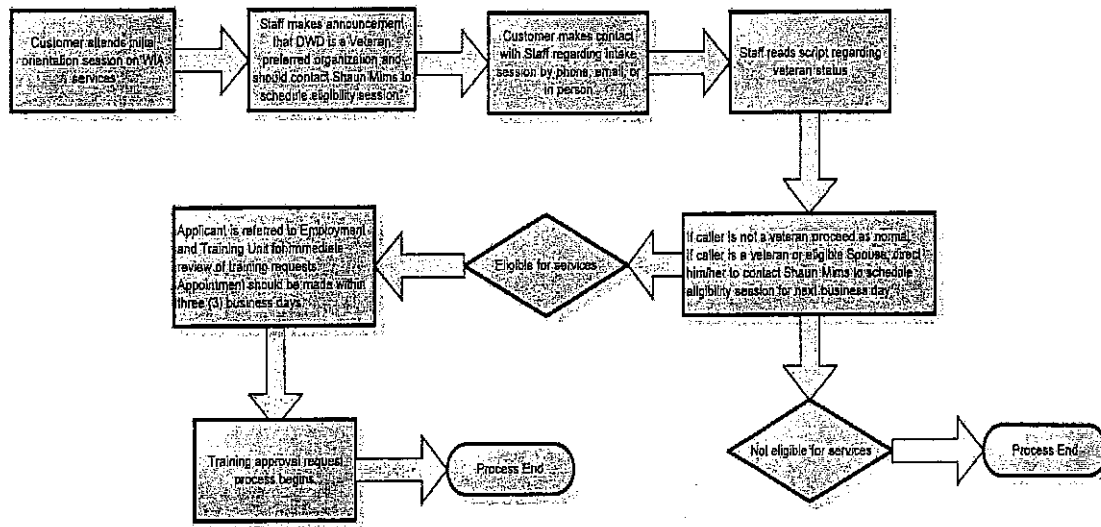 Customer attends initial
orientation session on WIA
services
Staff makes announcement
that DWD is a Veteran
preferred organization and
should contact Shaun Mims to
schedule eligibility session.
Customer makes contact
with Staff regarding intake
session by phone, email, or
in person
Staff reads script regarding
veteran status
If caller is not a veteran proceed as normal,
If caller is a veteran or eligible Spouse, direct
him/her to contact Shaun Mims to schedule
eligibility session for next business day
Eligible for services
Applicant is referred to Employment
and Training Unit for immediate
review of training requests
Appointment should be made within
three (3) business days.
Training approval request
process begins.
Process End
Not eligible for services
Process End